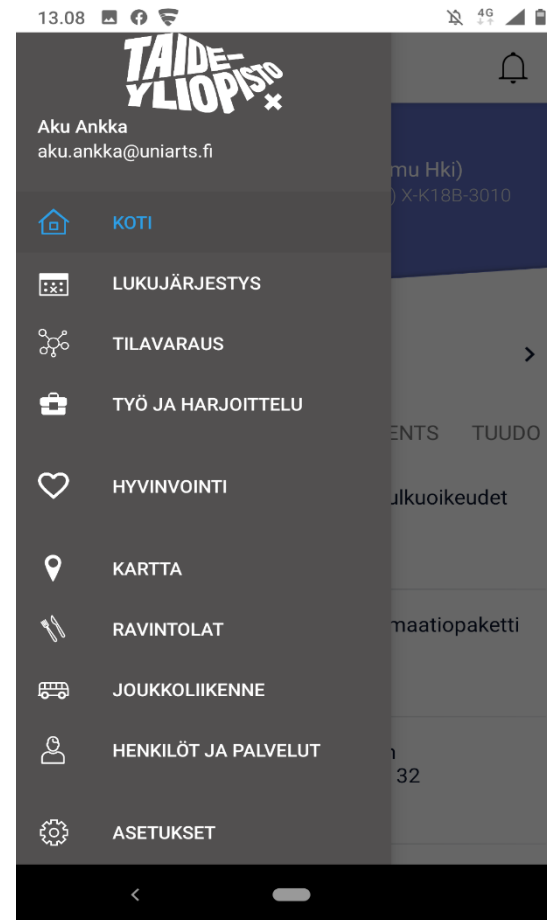 13.08
4G
TAIDE-
YLIOPISTO
Aku Ankka
aku.ankka@uniarts.fi
mu Hki)
) X-K18B-3010
KOTI
LUKUJÄRJESTYS
TILAVARAUS
TYÖ JA HARJOITTELU
ENTS TUUDO
HYVINVOINTI
ulkuoikeudet
KARTTA
RAVINTOLAT
maatiopaketti
JOUKKOLIIKENNE
HENKILÖT JA PALVELUT
32
ASETUKSET